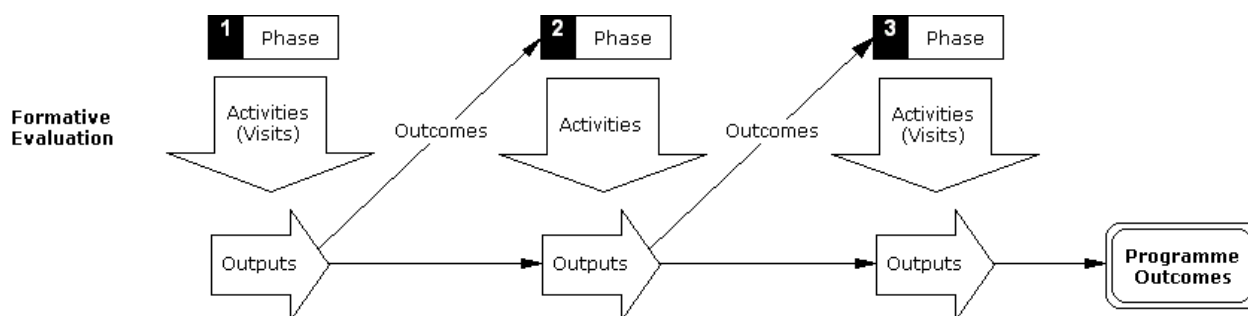 1 Phase
2 Phase
3 Phase
Formative
Evaluation
Activities
(Visits)
Outcomes
Activities
Outcomes
Activities
(Visits)
Outputs
Outputs
Outputs
Programme
Outcomes